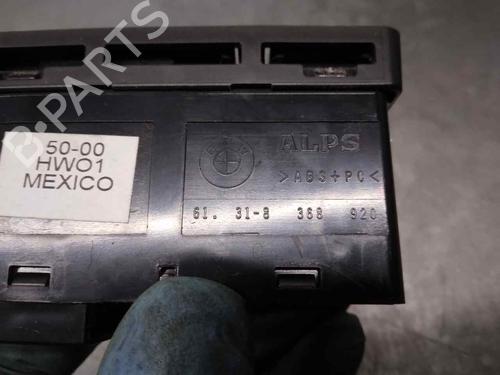 50-00
HWO1
MEXICO
ALPS
>ABS+PC<
61. 31-8 368 920
B-PARTS